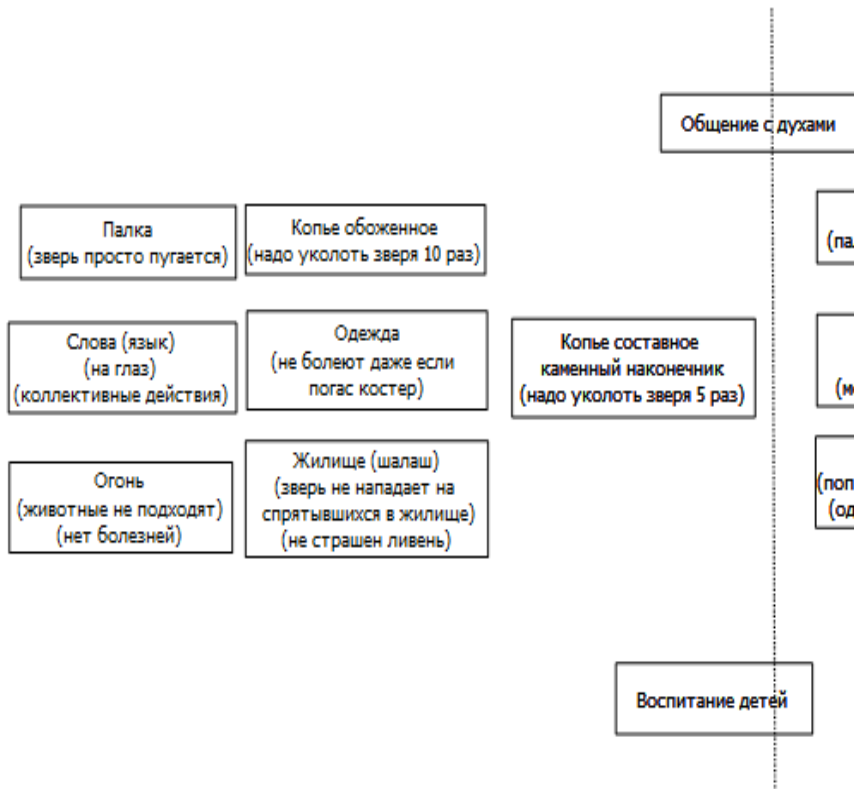 Общение с духами
Палка
(зверь просто пугается)
Копье обоженное
(надо уколоть зверя 10 раз)
Слова (язык)
(на глаз)
(коллективные действия)
Одежда
(не болеют даже если
погас костер)
Копье составное
каменный наконечник
(надо уколоть зверя 5 раз)
Огонь
(животные не подходят)
(нет болезней)
Жилище (шалаш)
(зверь не нападает на
спрятывшихся в жилище)
(не страшен ливень)
Воспитание детей